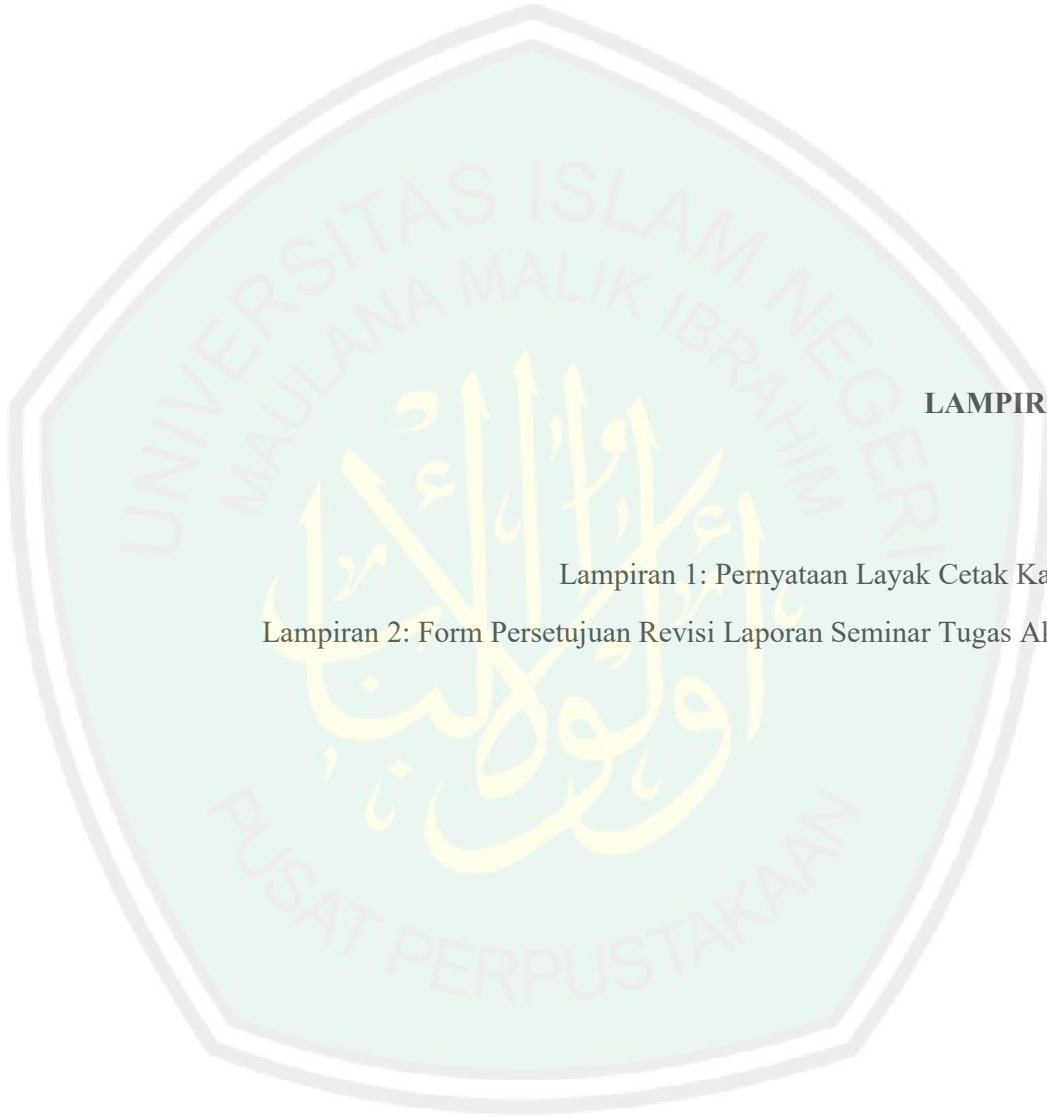 UNIVERSITAS ISLAM NEGERI
MAULANA MALIK IBRAHIM
LAMPIR
Lampiran 1: Pernyataan Layak Cetak Ka
Lampiran 2: Form Persetujuan Revisi Laporan Seminar Tugas Ak
PUSAT PERPUSTAKAAN